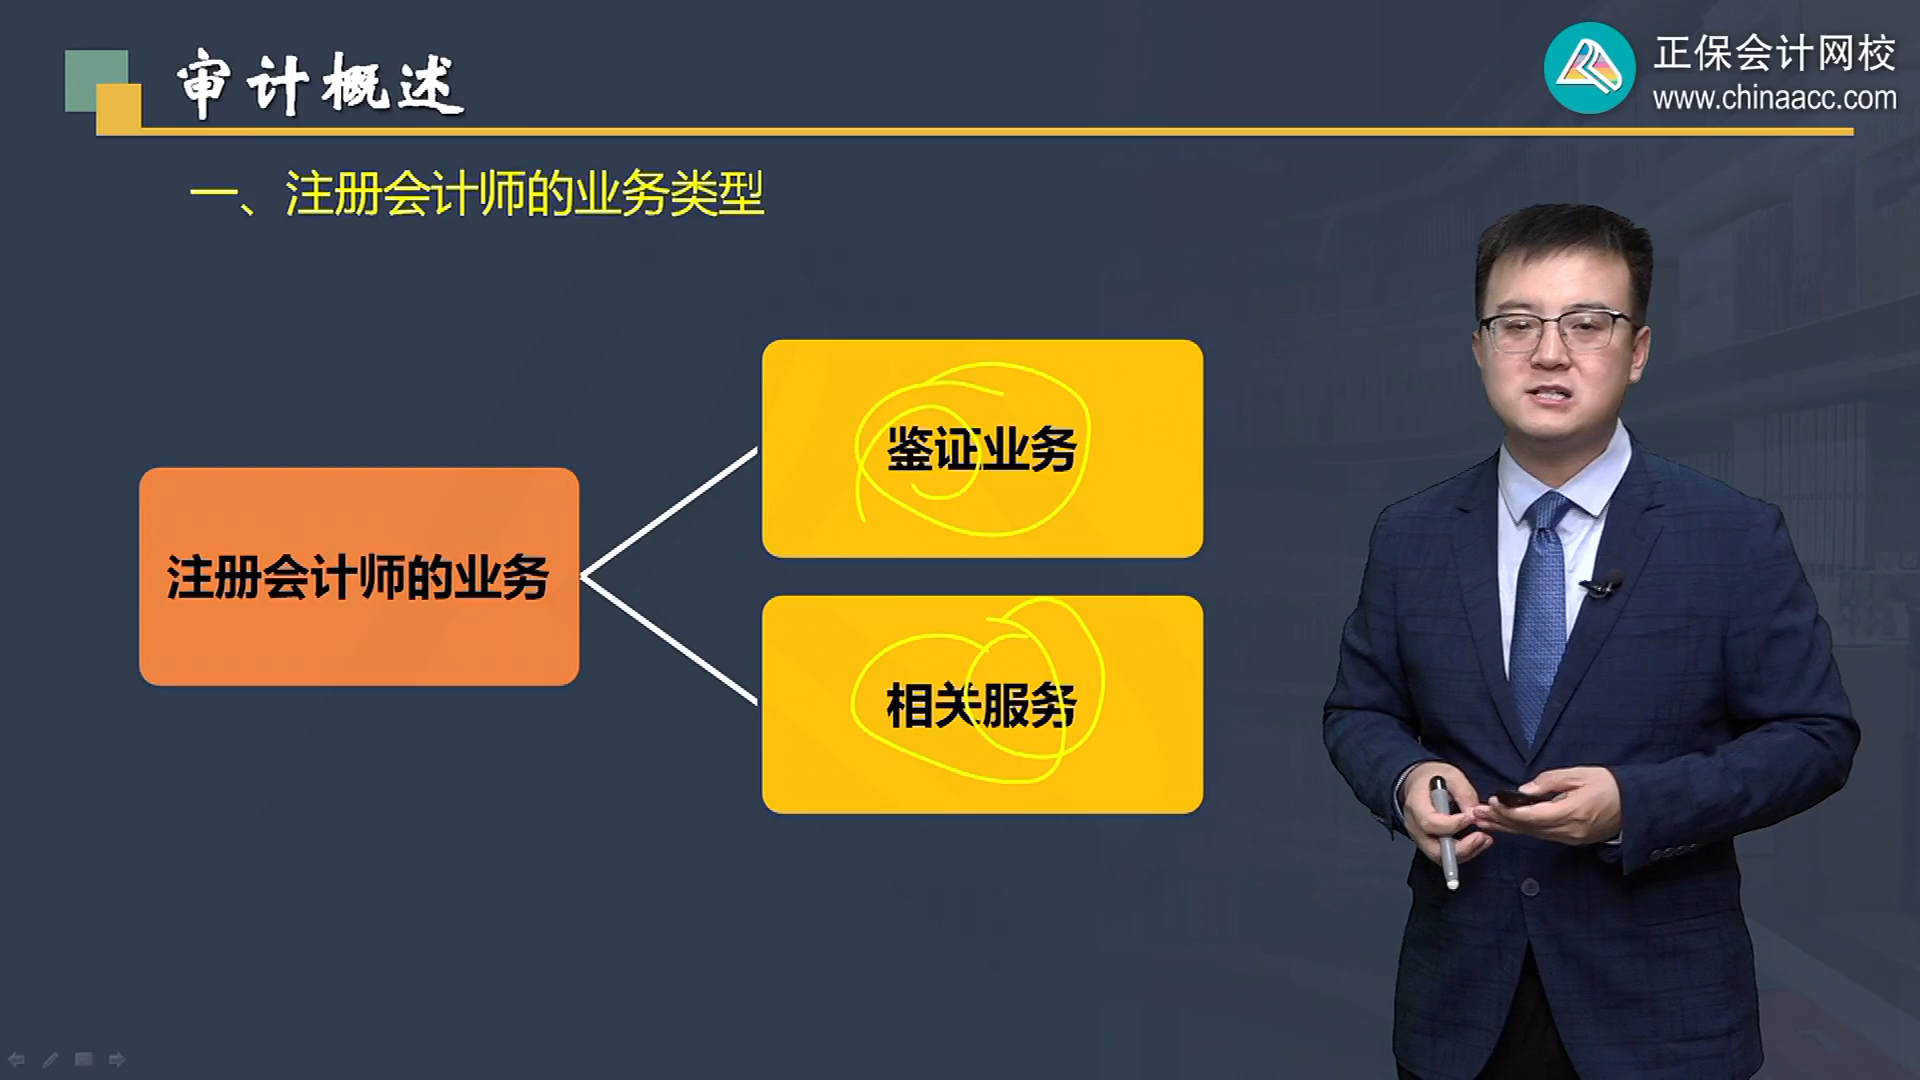 审计概述
正保会计网校
www.chinaacc.com
一、注册会计师的业务类型
鉴证业务
注册会计师的业务
相关服务